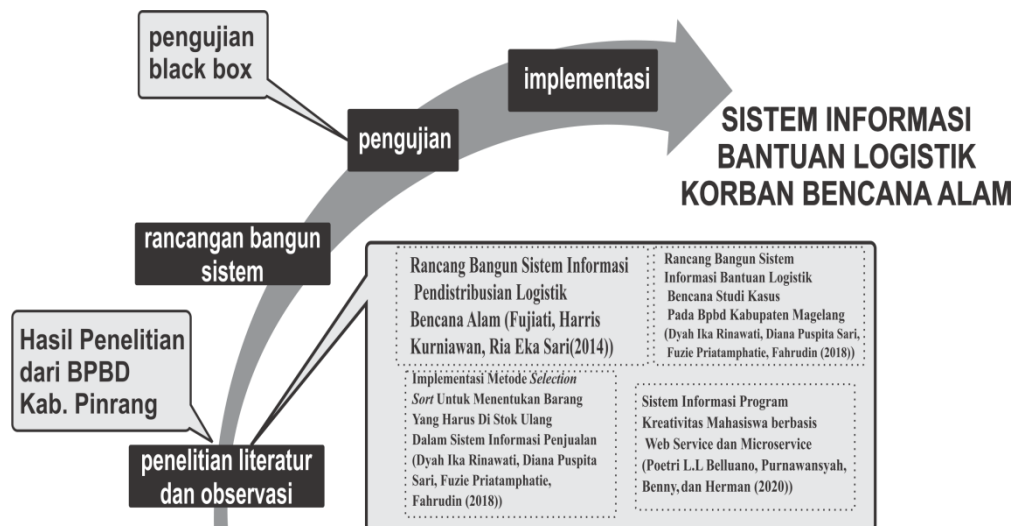 pengujian
black box
implementasi
pengujian
SISTEM INFORMASI
BANTUAN LOGISTIK
KORBAN BENCANA ALAM
rancangan bangun
sistem
Rancang Bangun Sistem Informasi
Pendistribusian Logistik
Bencana Alam (Fujiati, Harris
Kurniawan, Ria Eka Sari(2014))
Rancang Bangun Sistem
Informasi Bantuan Logistik
Bencana Studi Kasus
Pada Bpbd Kabupaten Magelang
(Dyah Ika Rinawati, Diana Puspita Sari,
Fuzie Priatamphatie, Fahrudin (2018))
Hasil Penelitian
dari BPBD
Kab. Pinrang
Implementasi Metode Selection
Sort Untuk Menentukan Barang
Yang Harus Di Stok Ulang
Dalam Sistem Informasi Penjualan
(Dyah Ika Rinawati, Diana Puspita
Sari, Fuzie Priatamphatie,
Fahrudin (2018))
Sistem Informasi Program
Kreativitas Mahasiswa berbasis
Web Service dan Microservice
(Poetri L.L Belluano, Purnawansyah,
Benny, dan Herman (2020))
penelitian literatur
dan observasi